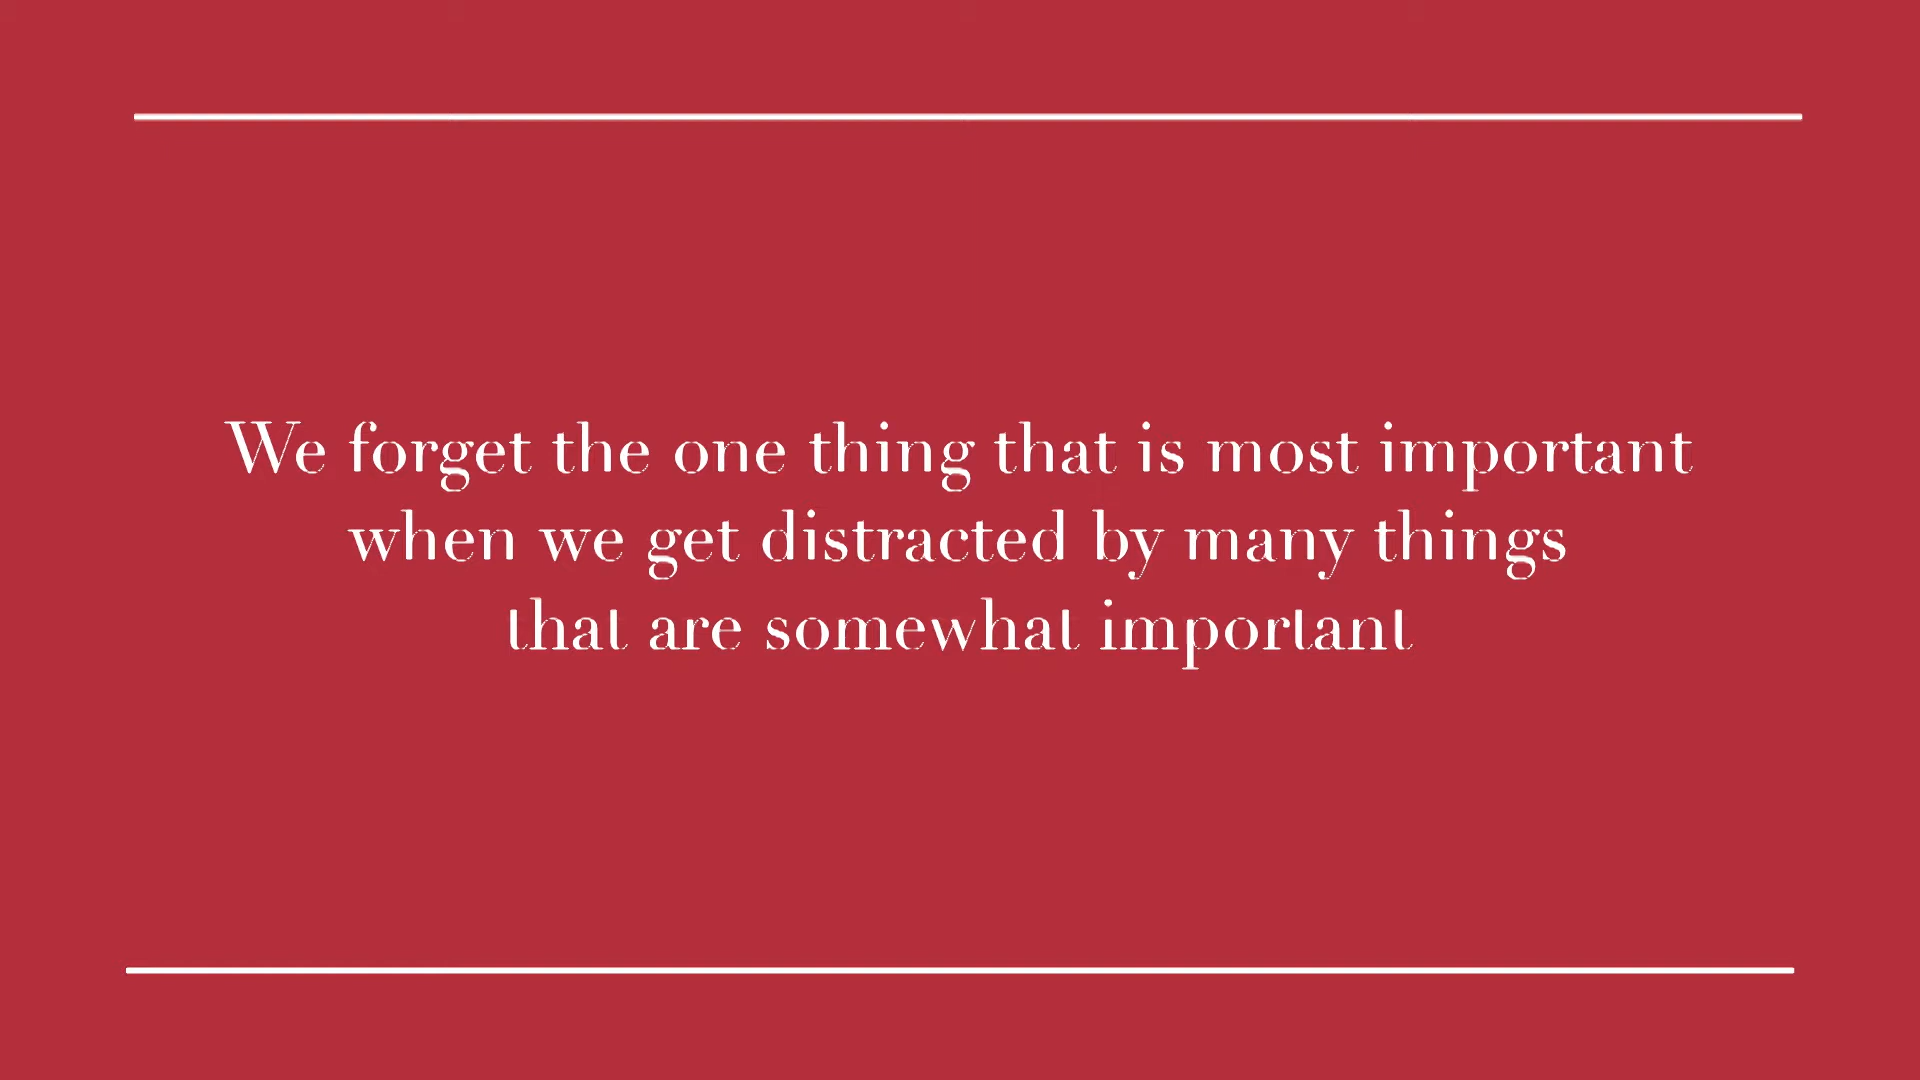 We forget the one thing that is most important
when we get distracted by many things
that are somewhat important